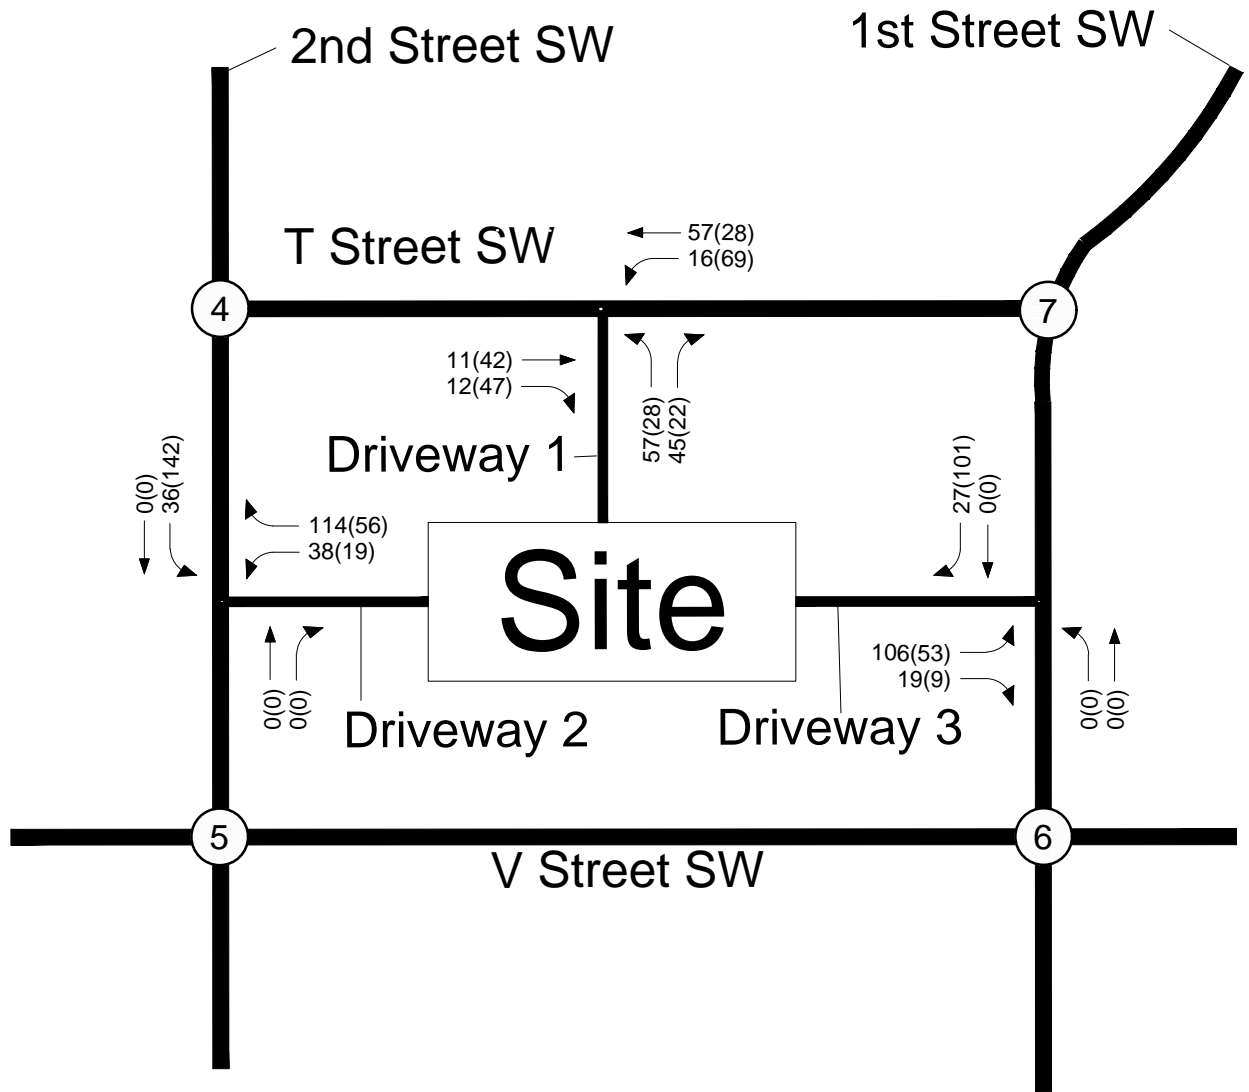 2nd Street SW
1st Street SW
T Street SW
57(28)
16(69)
4
7
11(42)
12(47)
57(28)
45(22)
Driveway 1
0(0)
36(142)
27(101)
0(0)
114(56)
38(19)
Site
106(53)
19(9)
0(0)
0(0)
0(0)
0(0)
Driveway 2
Driveway 3
5
6
V Street SW